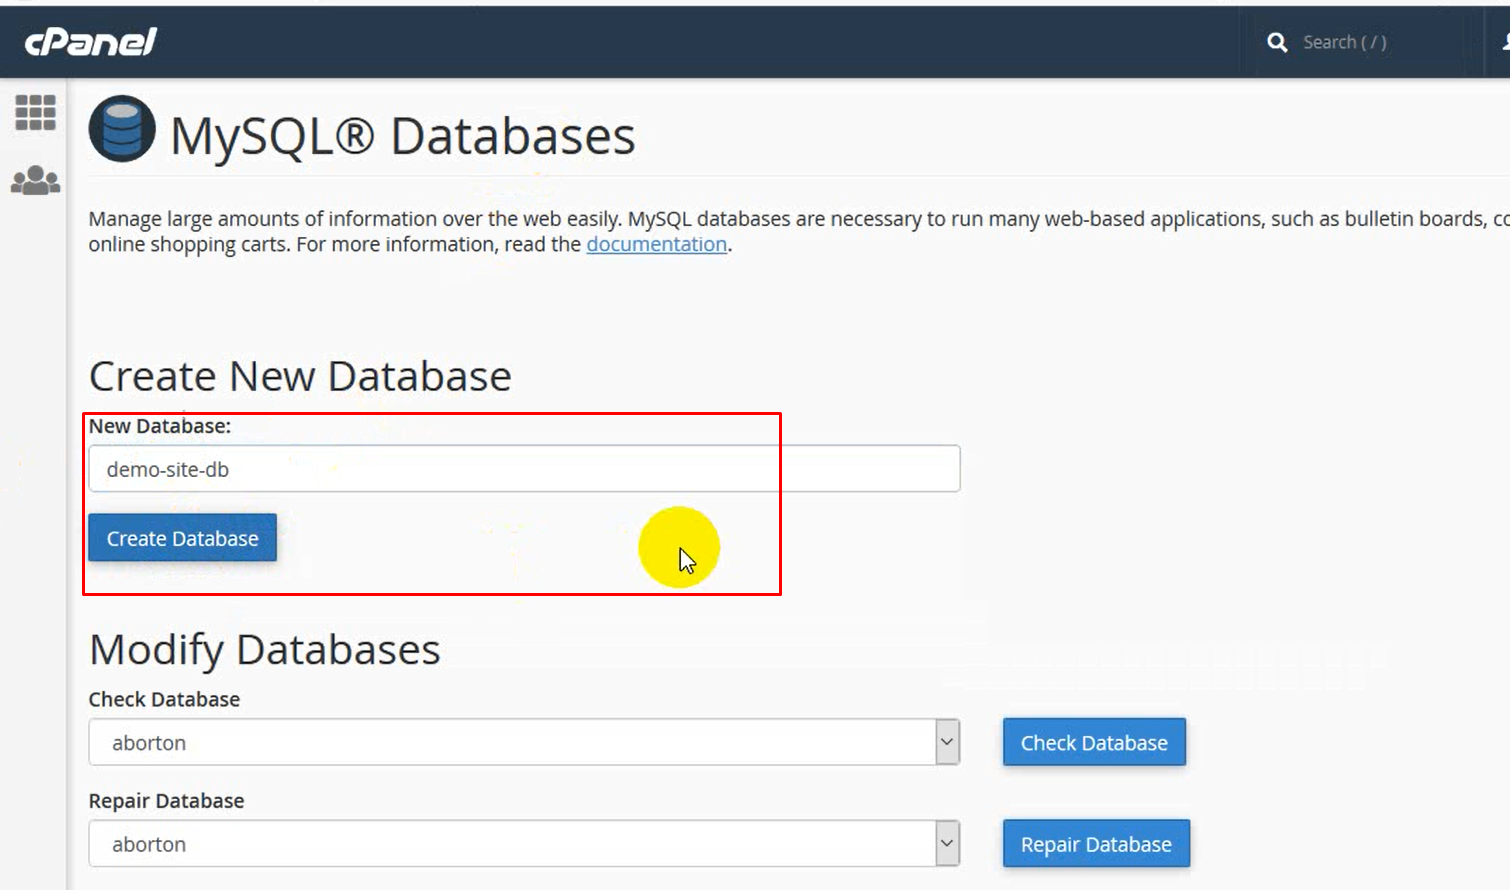 cPanel
Search ( / )
MySQL® Databases
Manage large amounts of information over the web easily. MySQL databases are necessary to run many web-based applications, such as bulletin boards,
online shopping carts. For more information, read the documentation.
Create New Database
New Database:
demo-site-db
Create Database
Modify Databases
Check Database
aborton
Check Database
Repair Database
aborton
Repair Database